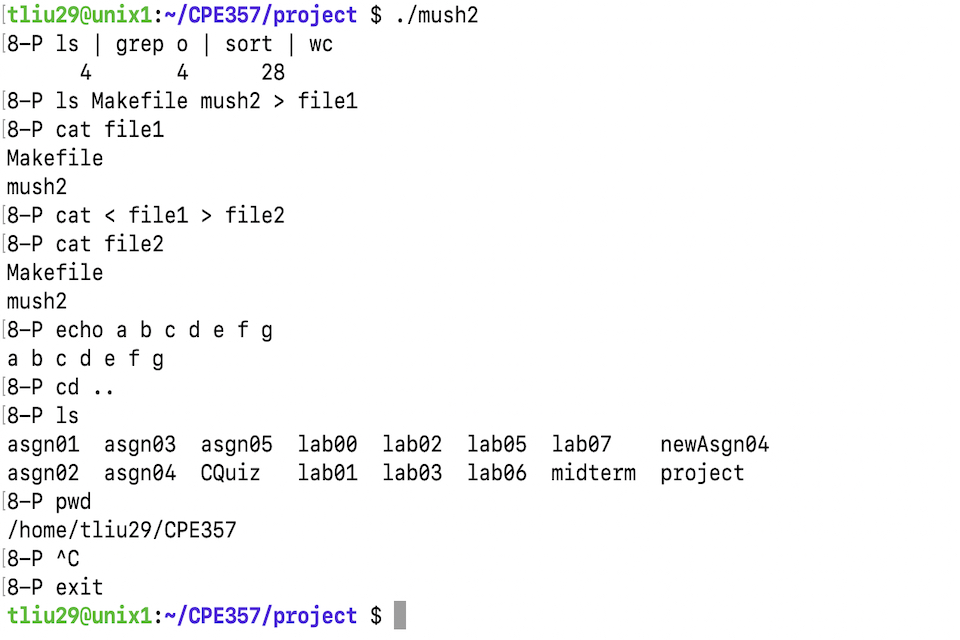 tliu29@unix1:~/CPE357/project $ ./mush2
8-P ls | grep o | sort | wc
      4       4      28
8-P ls Makefile mush2 > file1
8-P cat file1
Makefile
mush2
8-P cat < file1 > file2
8-P cat file2
Makefile
mush2
8-P echo a b c d e f g
a b c d e f g
8-P cd ..
8-P ls
asgn01  asgn03  asgn05  lab00  lab02  lab05  lab07    newAsgn04
asgn02  asgn04  CQuiz   lab01  lab03  lab06  midterm  project
8-P pwd
/home/tliu29/CPE357
8-P ^C
8-P exit
tliu29@unix1:~/CPE357/project $